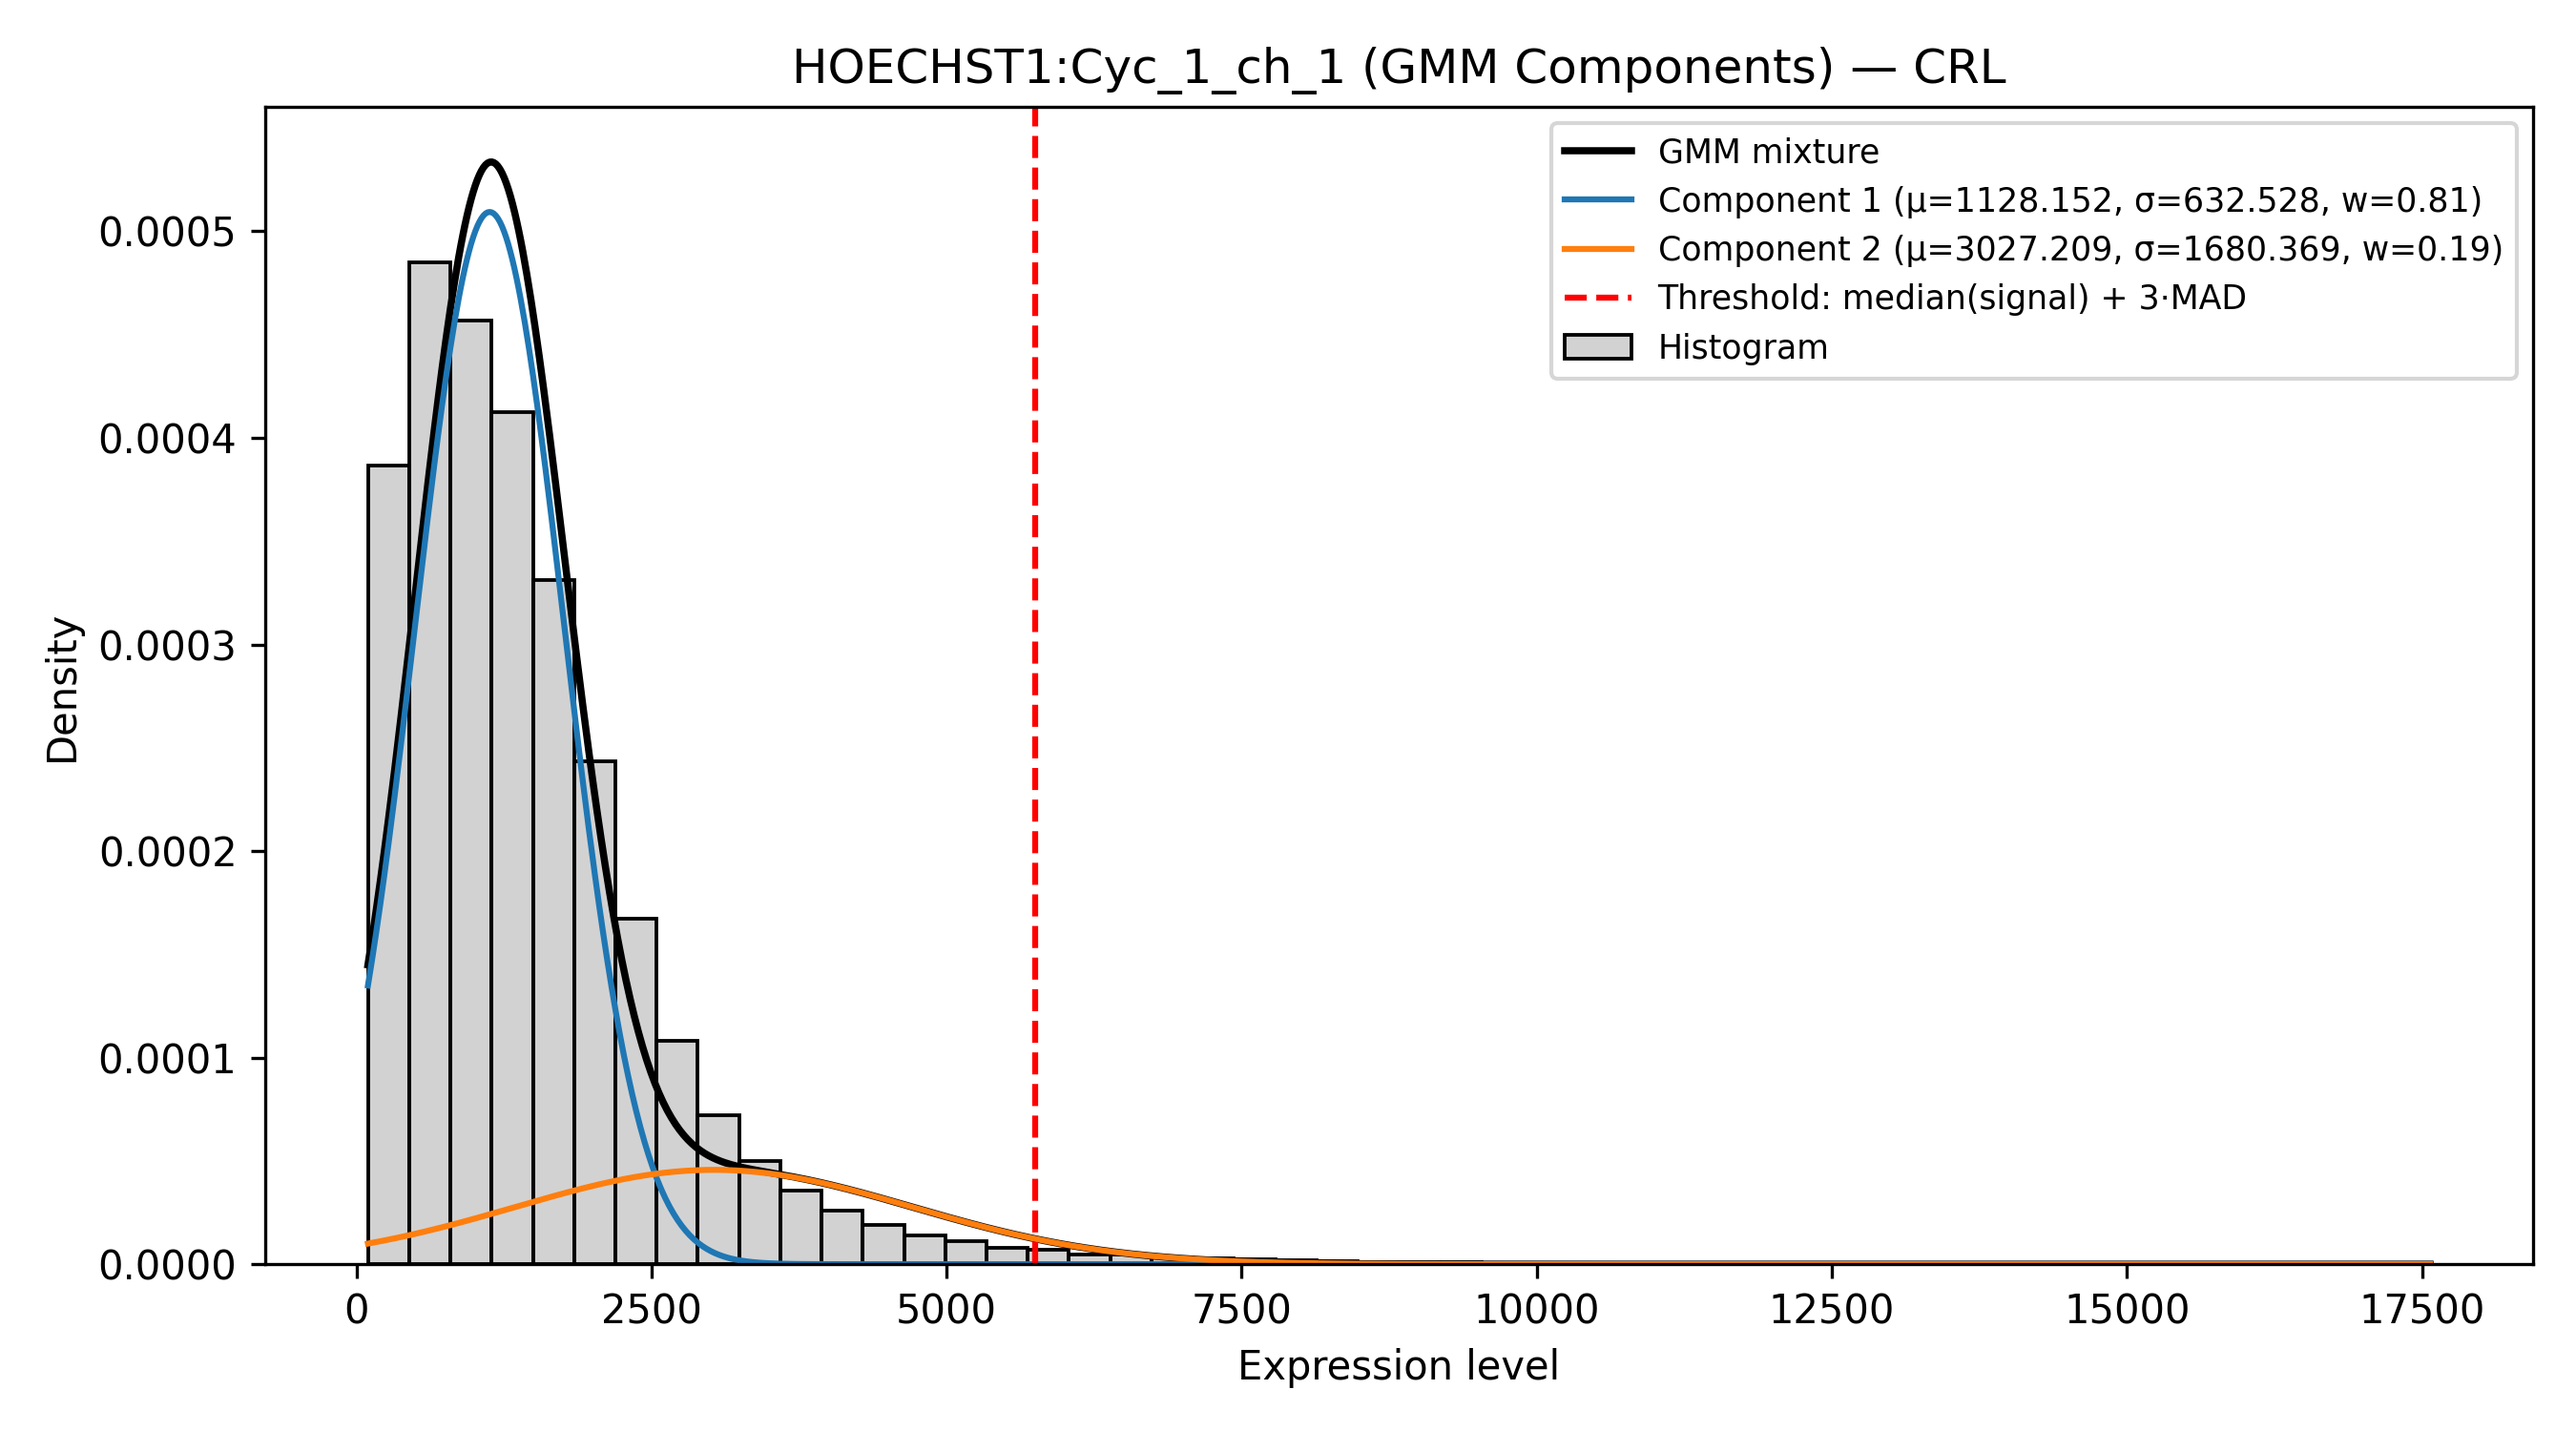 HOECHST1:Cyc_1_ch_1 (GMM Components) — CRL
GMM mixture
Component 1 (μ=1128.152, σ=632.528, w=0.81)
Component 2 (μ=3027.209, σ=1680.369, w=0.19)
Threshold: median(signal) + 3·MAD
Histogram
Density
0.0005
0.0004
0.0003
0.0002
0.0001
0.0000
0 2500 5000 7500 10000 12500 15000 17500
Expression level